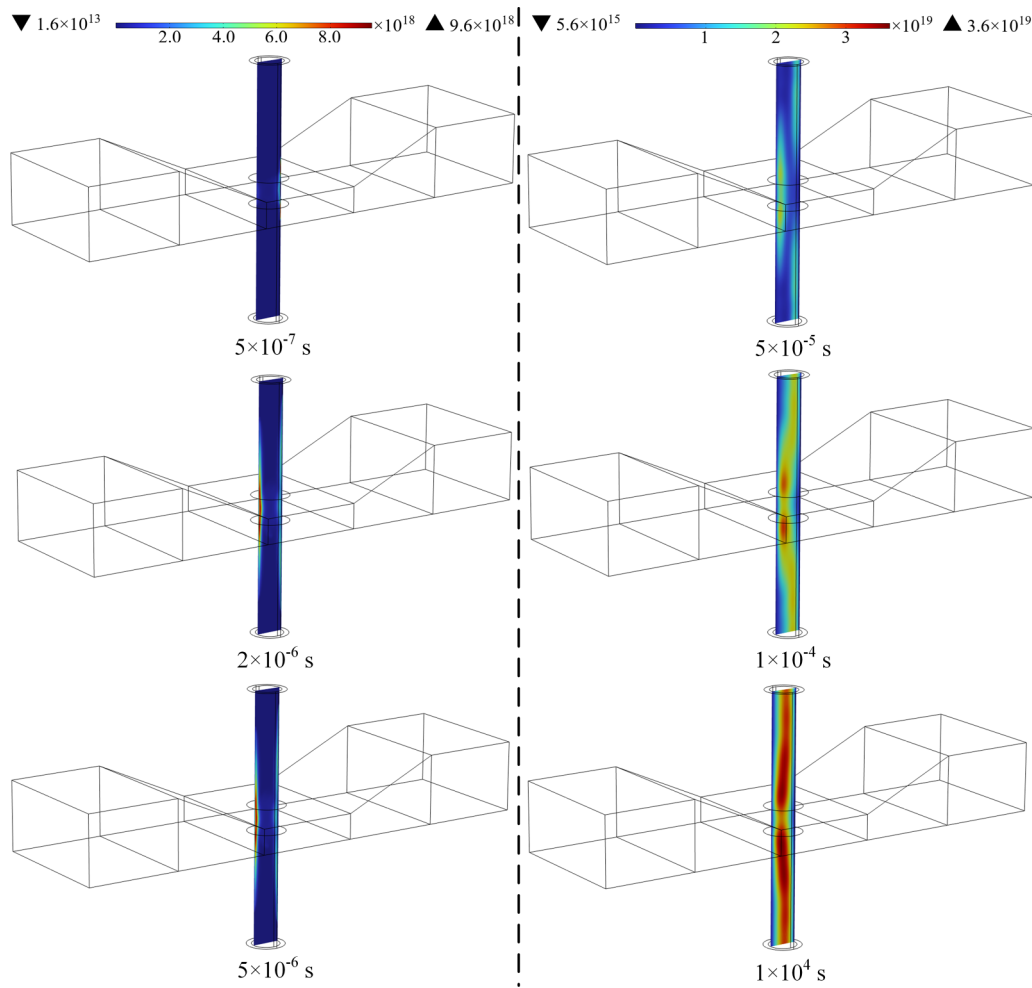 ▼ 1.6×10¹³ 2.0 4.0 6.0 8.0 ×10¹⁸ ▲ 9.6×10¹⁸
5×10⁻⁷ s
2×10⁻⁶ s
5×10⁻⁶ s
▼ 5.6×10¹⁵ 1 2 3 ×10¹⁹ ▲ 3.6×10¹⁹
5×10⁻⁵ s
1×10⁻⁴ s
1×10⁴ s